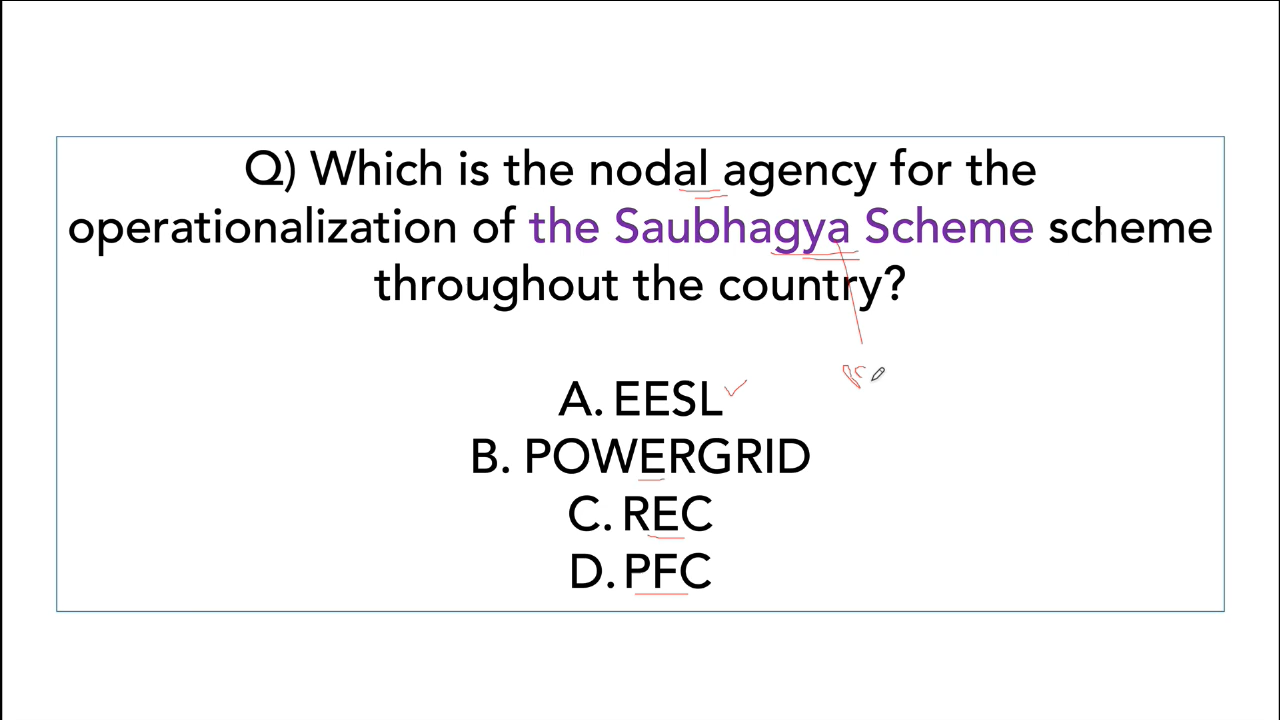 Q) Which is the nodal agency for the
operationalization of the Saubhagya Scheme scheme
throughout the country?
A. EESL
B. POWERGRID
C. REC
D. PFC